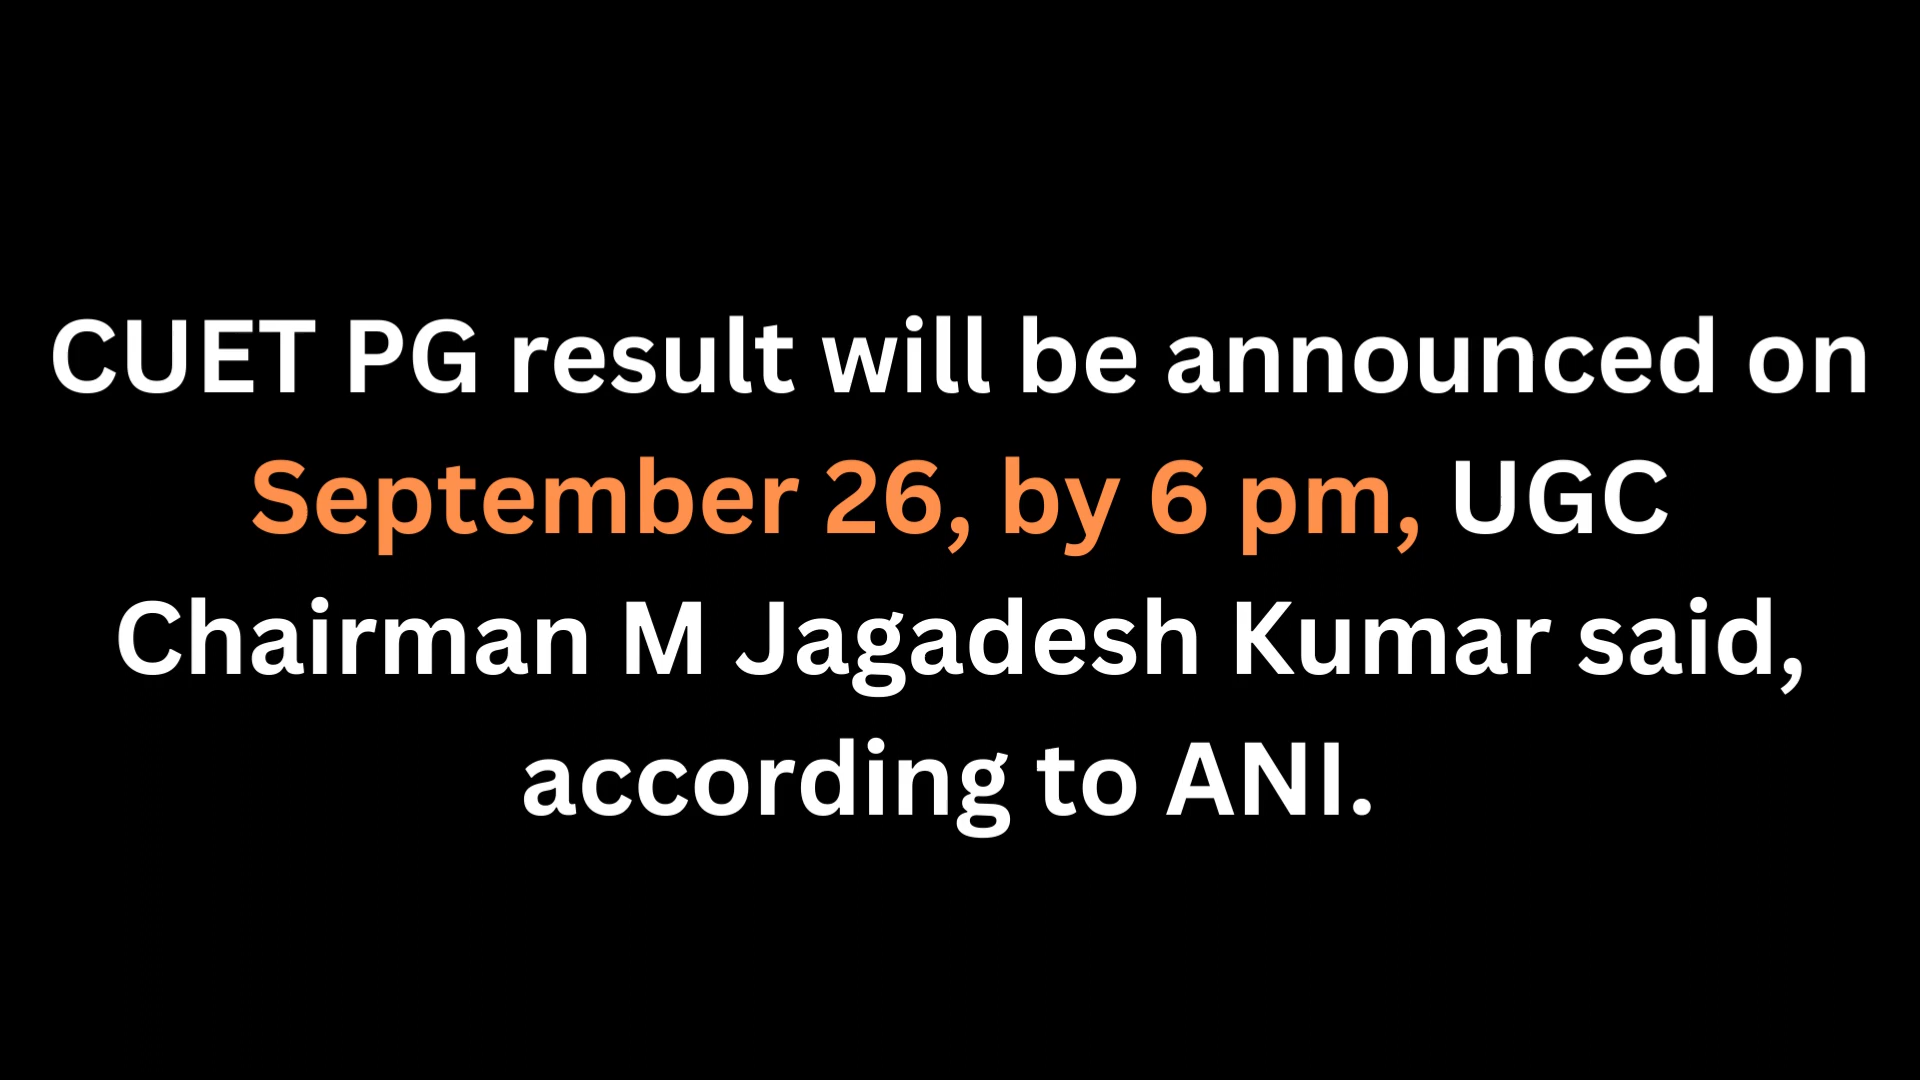 CUET PG result will be announced on
September 26, by 6 pm, UGC
Chairman M Jagadesh Kumar said,
according to ANI.